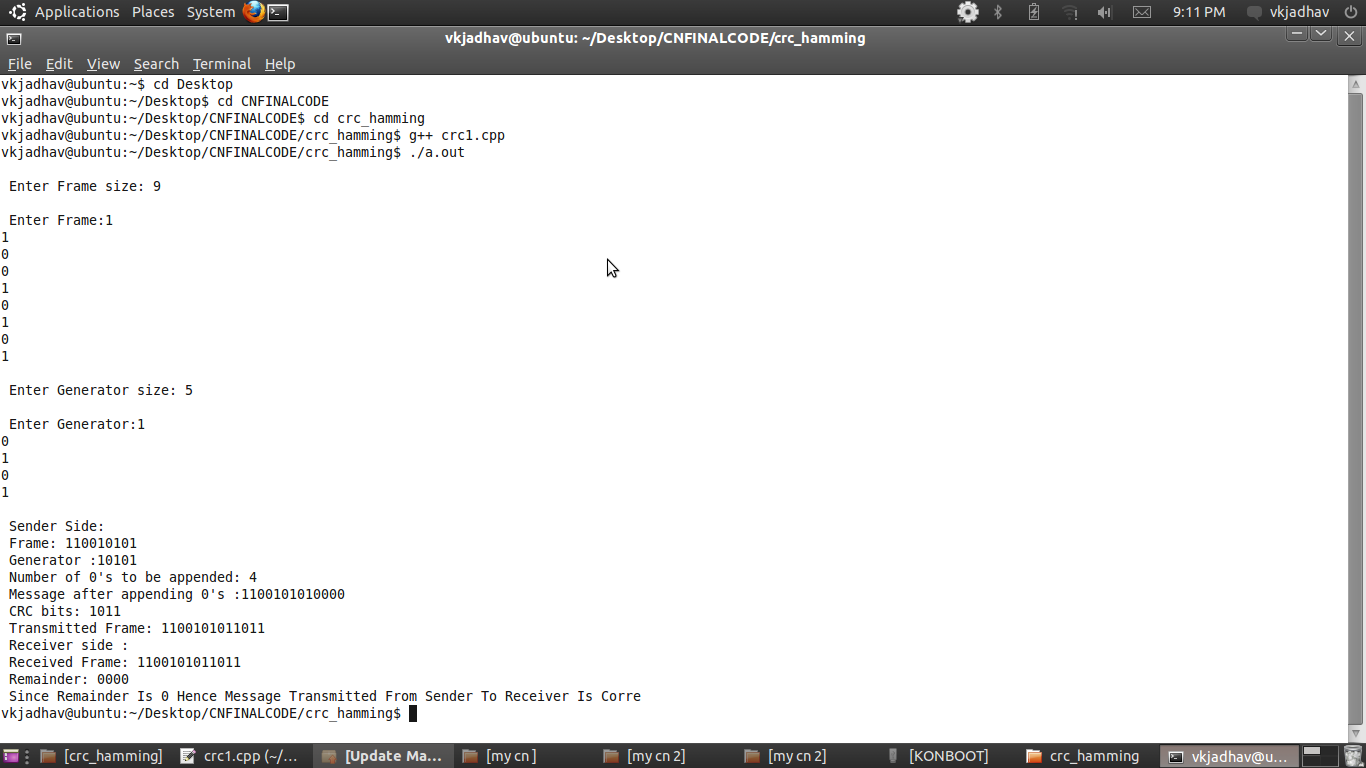 Applications Places System 9:11 PM vkjadhav
vkjadhav@ubuntu: ~/Desktop/CNFINALCODE/crc_hamming
File Edit View Search Terminal Help
vkjadhav@ubuntu:~$ cd Desktop
vkjadhav@ubuntu:~/Desktop$ cd CNFINALCODE
vkjadhav@ubuntu:~/Desktop/CNFINALCODE$ cd crc_hamming
vkjadhav@ubuntu:~/Desktop/CNFINALCODE/crc_hamming$ g++ crc1.cpp
vkjadhav@ubuntu:~/Desktop/CNFINALCODE/crc_hamming$ ./a.out
Enter Frame size: 9
Enter Frame:1
1
0
0
1
0
1
0
1
Enter Generator size: 5
Enter Generator:1
0
1
0
1
Sender Side:
Frame: 110010101
Generator :10101
Number of 0's to be appended: 4
Message after appending 0's :1100101010000
CRC bits: 1011
Transmitted Frame: 1100101011011
Receiver side :
Received Frame: 1100101011011
Remainder: 0000
Since Remainder Is 0 Hence Message Transmitted From Sender To Receiver Is Corre
vkjadhav@ubuntu:~/Desktop/CNFINALCODE/crc_hamming$
[crc_hamming] crc1.cpp (~/... [Update Ma... [my cn ] [my cn 2] [my cn 2] [KONBOOT] crc_hamming vkjadhav@u...